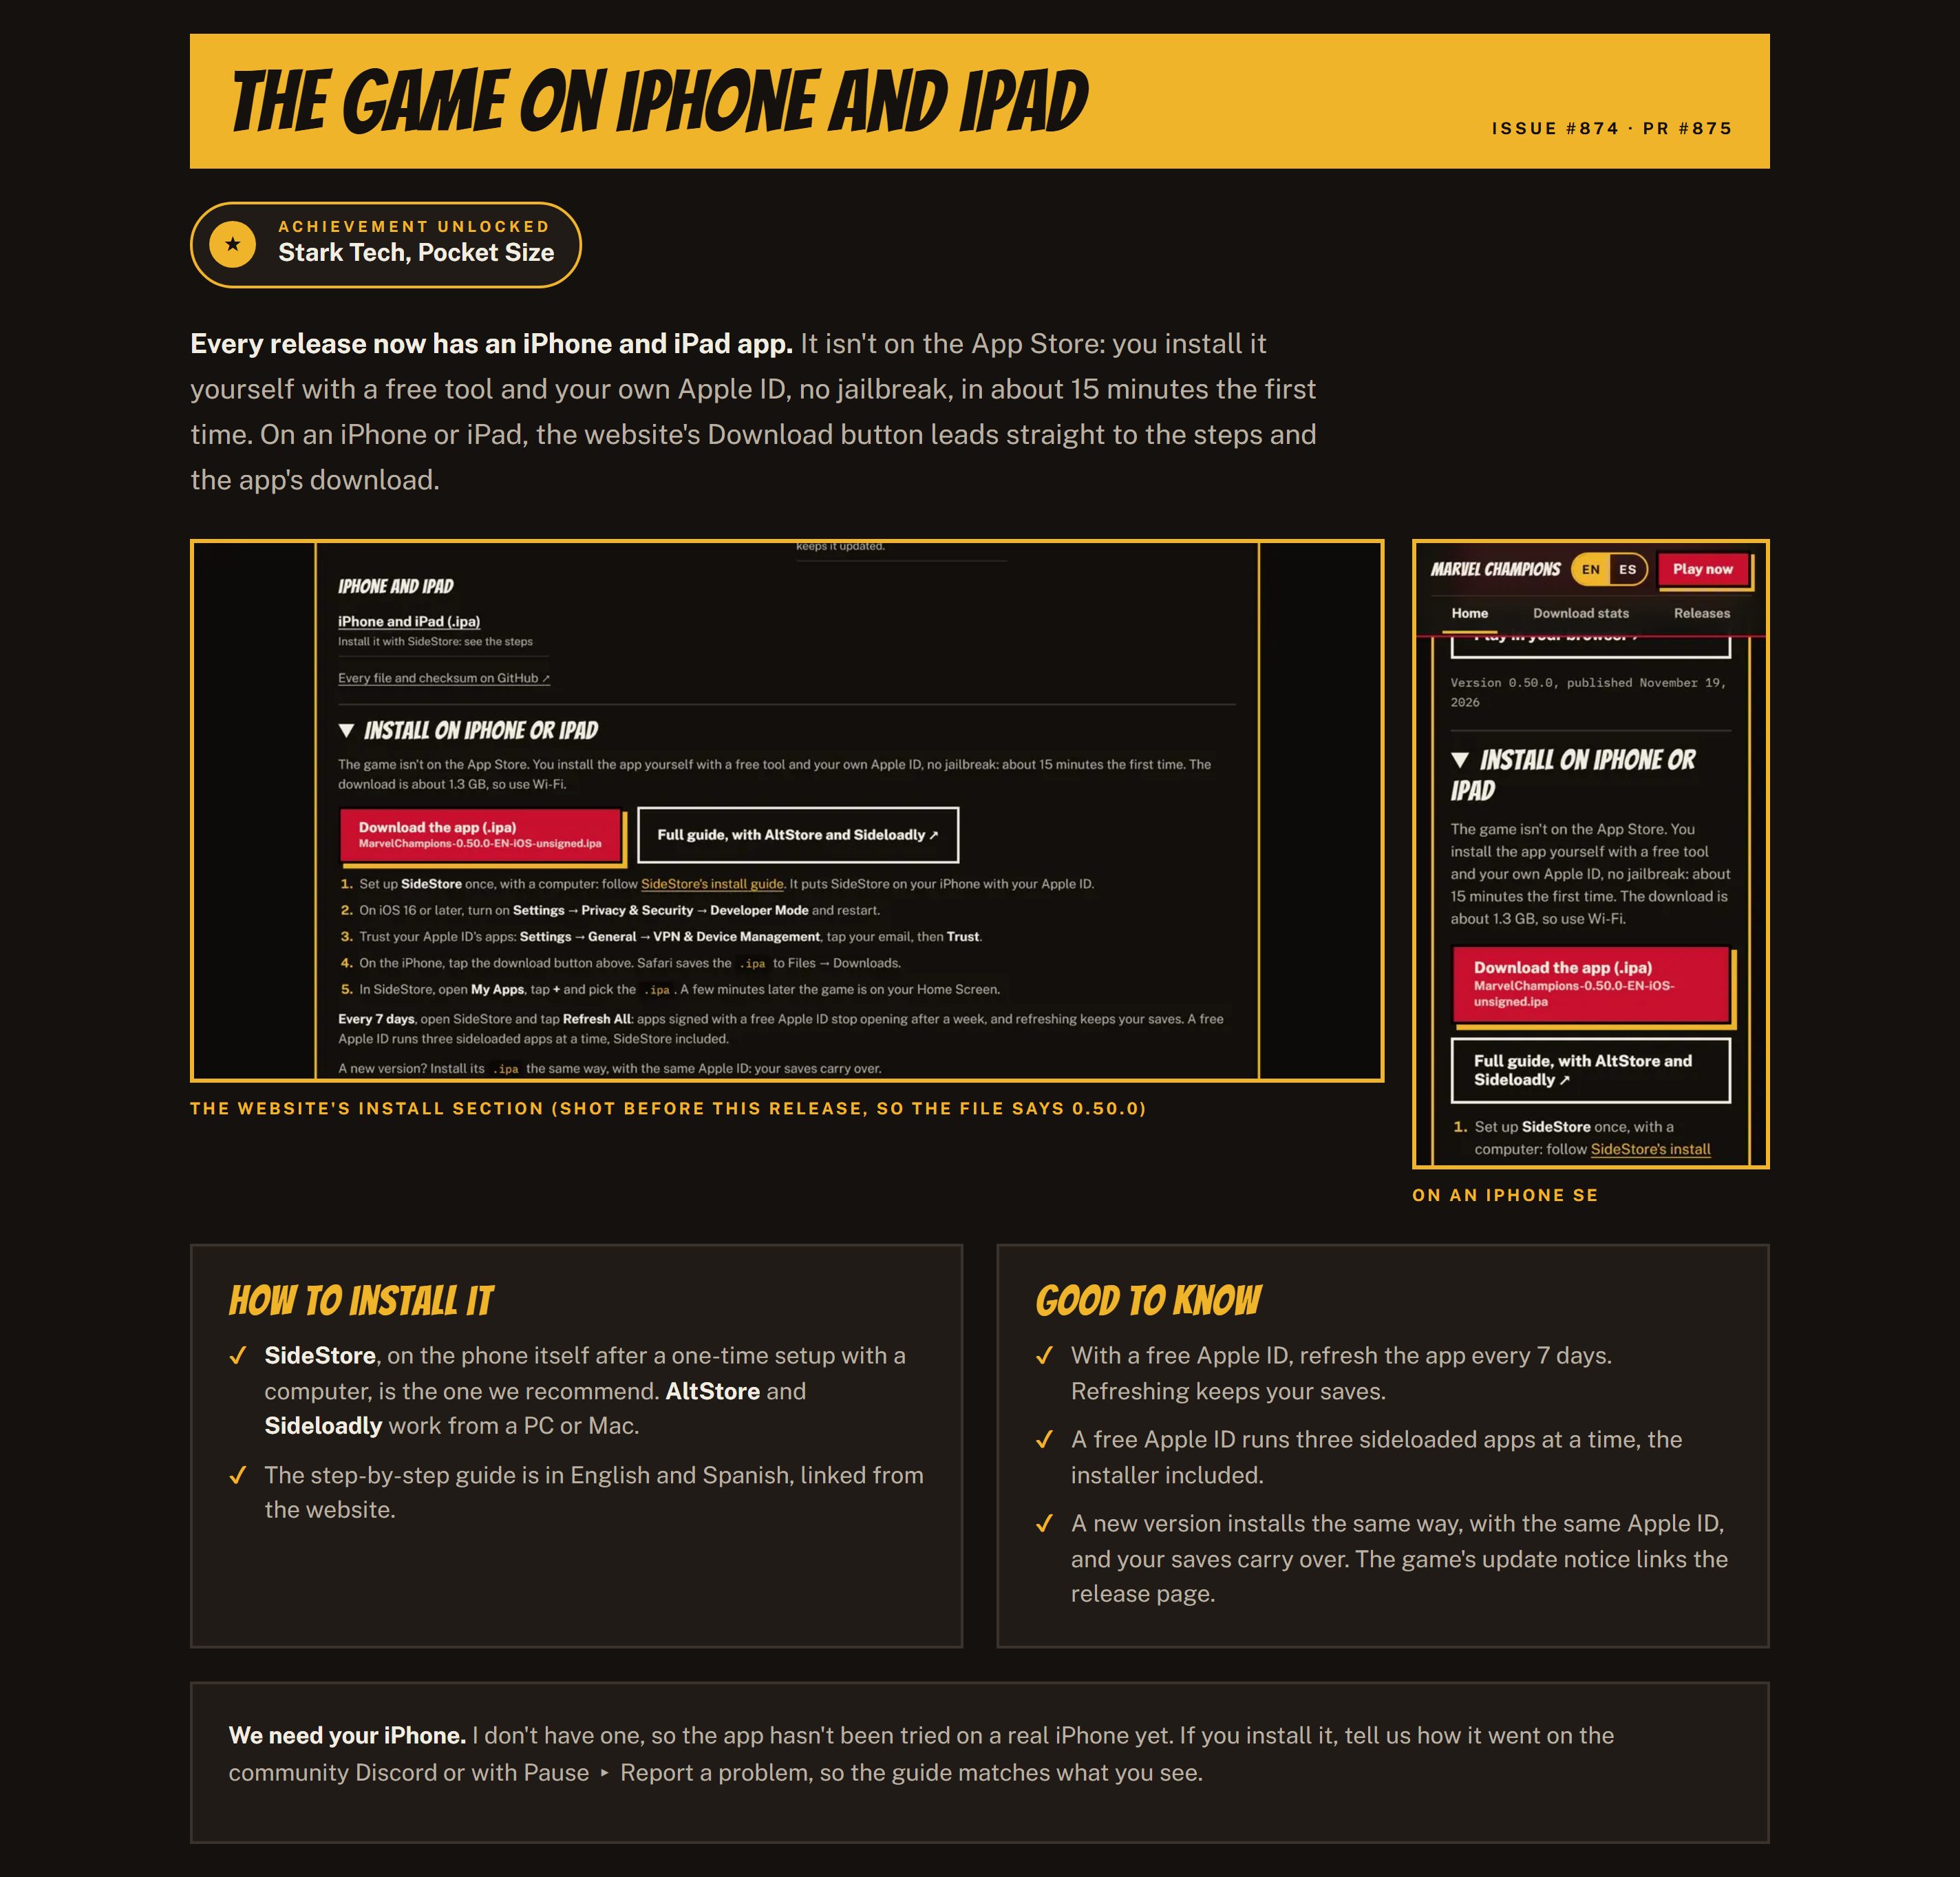 THE GAME ON IPHONE AND IPAD
ISSUE #874 · PR #875
★
ACHIEVEMENT UNLOCKED
Stark Tech, Pocket Size
Every release now has an iPhone and iPad app. It isn't on the App Store: you install it
yourself with a free tool and your own Apple ID, no jailbreak, in about 15 minutes the first
time. On an iPhone or iPad, the website's Download button leads straight to the steps and
the app's download.
keeps it updated.
IPHONE AND IPAD
iPhone and iPad (.ipa)
Install it with SideStore: see the steps
Every file and checksum on GitHub ↗
▼ INSTALL ON IPHONE OR IPAD
The game isn't on the App Store. You install the app yourself with a free tool and your own Apple ID, no jailbreak: about 15 minutes the first time. The
download is about 1.3 GB, so use Wi-Fi.
Download the app (.ipa)
MarvelChampions-0.50.0-EN-iOS-unsigned.ipa
Full guide, with AltStore and Sideloadly ↗
1. Set up SideStore once, with a computer: follow SideStore's install guide. It puts SideStore on your iPhone with your Apple ID.
2. On iOS 16 or later, turn on Settings → Privacy & Security → Developer Mode and restart.
3. Trust your Apple ID's apps: Settings → General → VPN & Device Management, tap your email, then Trust.
4. On the iPhone, tap the download button above. Safari saves the .ipa to Files → Downloads.
5. In SideStore, open My Apps, tap + and pick the .ipa. A few minutes later the game is on your Home Screen.
Every 7 days, open SideStore and tap Refresh All: apps signed with a free Apple ID stop opening after a week, and refreshing keeps your saves. A free
Apple ID runs three sideloaded apps at a time, SideStore included.
A new version? Install its .ipa the same way, with the same Apple ID: your saves carry over.
THE WEBSITE'S INSTALL SECTION (SHOT BEFORE THIS RELEASE, SO THE FILE SAYS 0.50.0)
MARVEL CHAMPIONS
EN ES
Play now
Home
Download stats
Releases
Play in your browser ↗
Version 0.50.0, published November 19,
2026
▼ INSTALL ON IPHONE OR
IPAD
The game isn't on the App Store. You
install the app yourself with a free tool
and your own Apple ID, no jailbreak: about
15 minutes the first time. The download is
about 1.3 GB, so use Wi-Fi.
Download the app (.ipa)
MarvelChampions-0.50.0-EN-iOS-
unsigned.ipa
Full guide, with AltStore and
Sideloadly ↗
1. Set up SideStore once, with a
computer: follow SideStore's install
ON AN IPHONE SE
HOW TO INSTALL IT
✓ SideStore, on the phone itself after a one-time setup with a
computer, is the one we recommend. AltStore and
Sideloadly work from a PC or Mac.
✓ The step-by-step guide is in English and Spanish, linked from
the website.
GOOD TO KNOW
✓ With a free Apple ID, refresh the app every 7 days.
Refreshing keeps your saves.
✓ A free Apple ID runs three sideloaded apps at a time, the
installer included.
✓ A new version installs the same way, with the same Apple ID,
and your saves carry over. The game's update notice links the
release page.
We need your iPhone. I don't have one, so the app hasn't been tried on a real iPhone yet. If you install it, tell us how it went on the
community Discord or with Pause ▸ Report a problem, so the guide matches what you see.